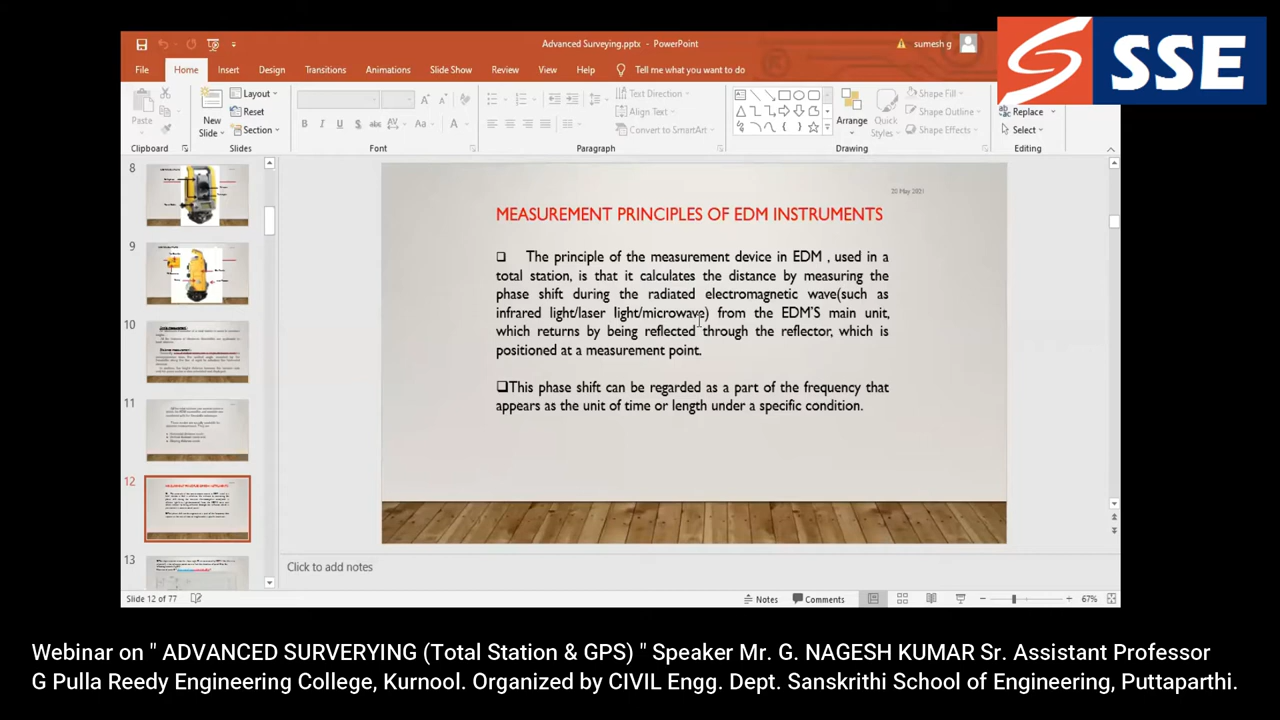 Advanced Surveying.pptx - PowerPoint
sumesh g
SSE
File Home Insert Design Transitions Animations Slide Show Review View Help Tell me what you want to do
Paste
New
Slide
Layout
Reset
Section
Text Direction
Align Text
Convert to SmartArt
Arrange
Quick
Styles
Shape Fill
Shape Outline
Shape Effects
Replace
Select
Clipboard Slides Font Paragraph Drawing Editing
8
9
10
11
12
13
20 May 2021
MEASUREMENT PRINCIPLES OF EDM INSTRUMENTS
❑ The principle of the measurement device in EDM , used in a
total station, is that it calculates the distance by measuring the
phase shift during the radiated electromagnetic wave(such as
infrared light/laser light/microwave) from the EDM'S main unit,
which returns by being reflected through the reflector, which is
positioned at a measurement point.
❑This phase shift can be regarded as a part of the frequency that
appears as the unit of time or length under a specific condition.
Click to add notes
Slide 12 of 77
Notes Comments 67%
Webinar on " ADVANCED SURVERYING (Total Station & GPS) " Speaker Mr. G. NAGESH KUMAR Sr. Assistant Professor
G Pulla Reedy Engineering College, Kurnool. Organized by CIVIL Engg. Dept. Sanskrithi School of Engineering, Puttaparthi.